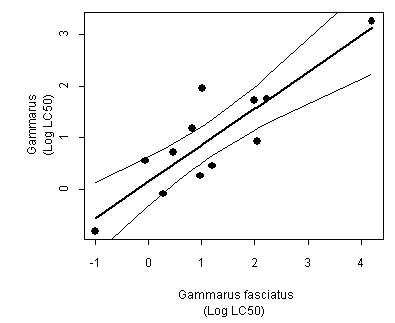 3
2
1
0
Gammarus
(Log LC50)
-1 0 1 2 3 4
Gammarus fasciatus
(Log LC50)